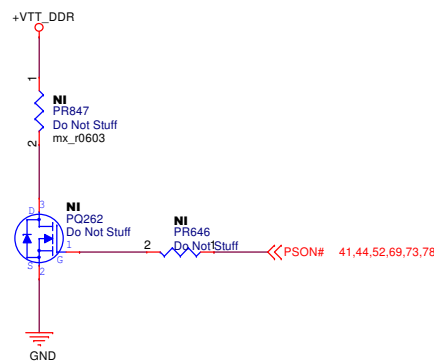 +VTT_DDR
1
NI
PR847
Do Not Stuff
mx_r0603
2
D 3
NI
PQ262
Do Not Stuff
1
G
S 2
NI
PR646
2 Do Not Stuff 1
PSON# 41,44,52,69,73,78
GND